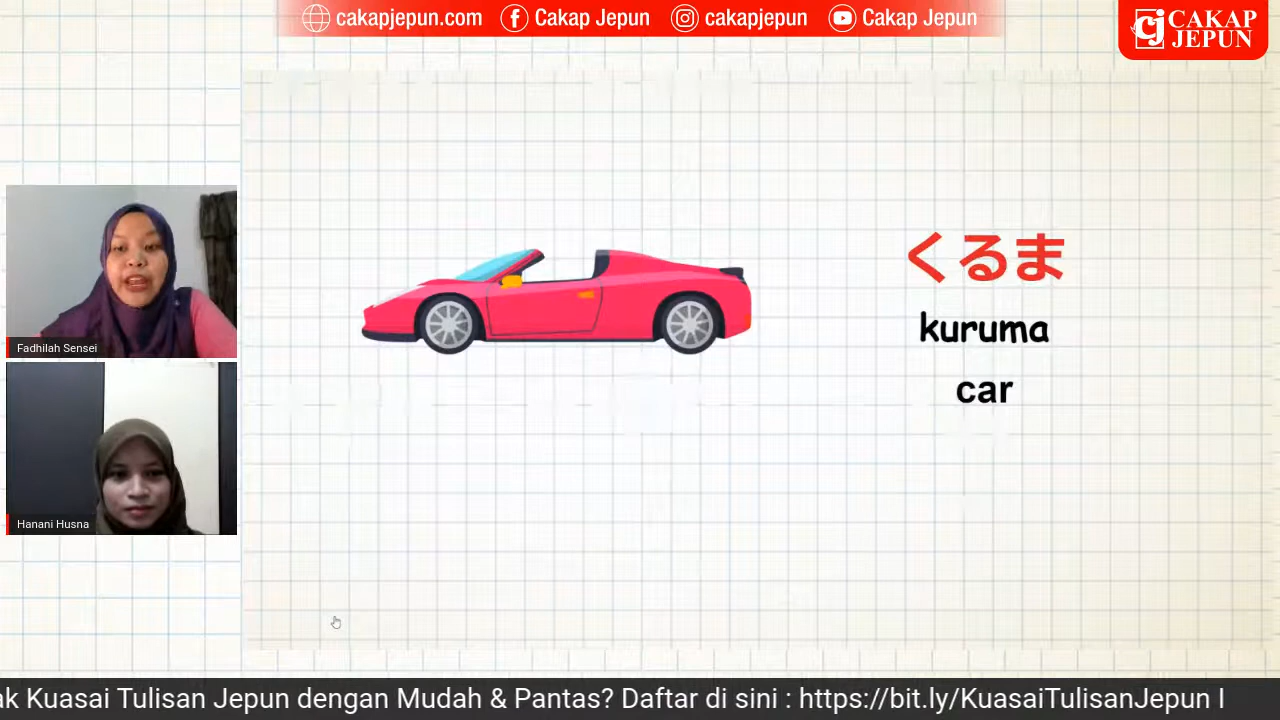 cakapjepun.com Cakap Jepun cakapjepun Cakap Jepun
CAKAP
JEPUN
くるま
kuruma
car
Fadhilah Sensei
Hanani Husna
ak Kuasai Tulisan Jepun dengan Mudah & Pantas? Daftar di sini : https://bit.ly/KuasaiTulisanJepun I